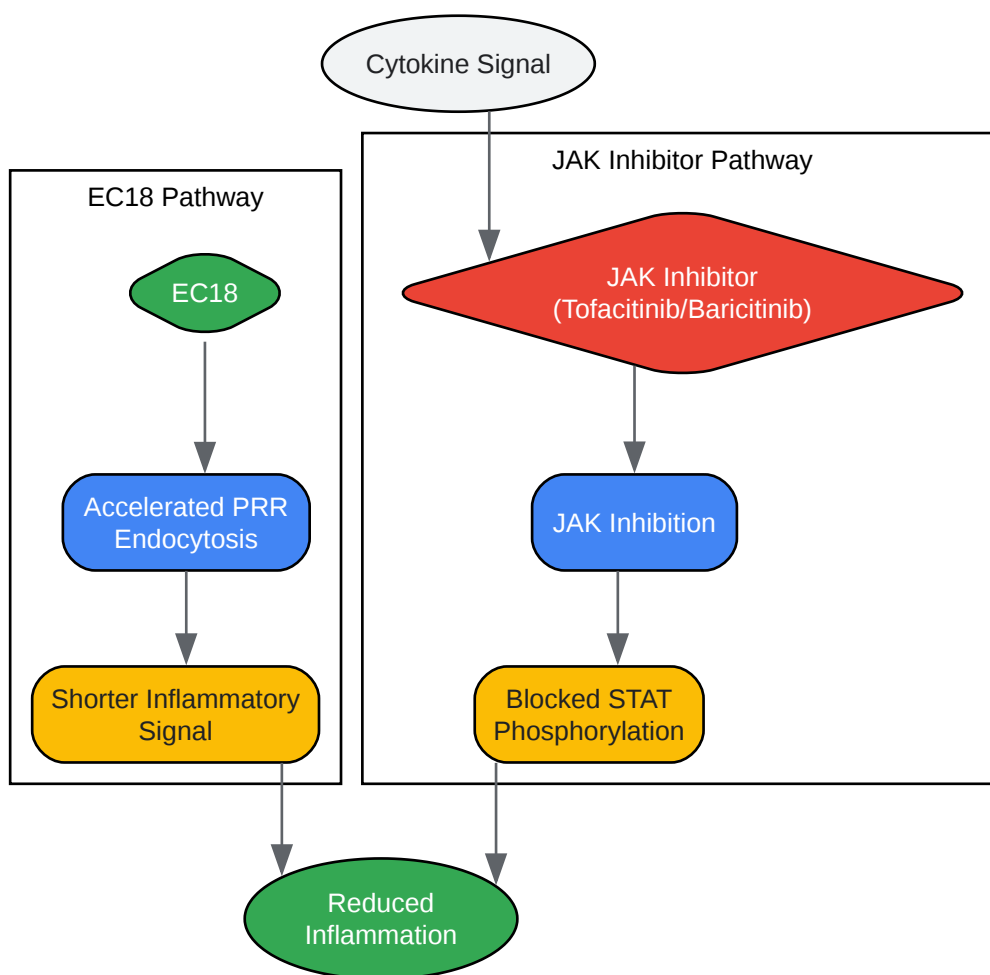 Cytokine Signal
EC18 Pathway
EC18
Accelerated PRR
Endocytosis
Shorter Inflammatory
Signal
JAK Inhibitor Pathway
JAK Inhibitor
(Tofacitinib/Baricitinib)
JAK Inhibition
Blocked STAT
Phosphorylation
Reduced
Inflammation